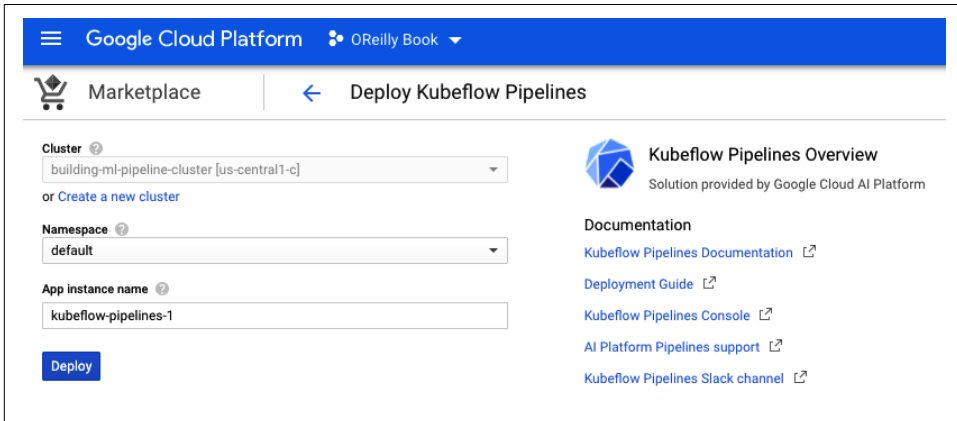 Google Cloud Platform OReilly Book
Marketplace Deploy Kubeflow Pipelines
Cluster
building-ml-pipeline-cluster [us-central1-c]
or Create a new cluster
Namespace
default
App instance name
kubeflow-pipelines-1
Deploy
Kubeflow Pipelines Overview
Solution provided by Google Cloud AI Platform
Documentation
Kubeflow Pipelines Documentation
Deployment Guide
Kubeflow Pipelines Console
AI Platform Pipelines support
Kubeflow Pipelines Slack channel